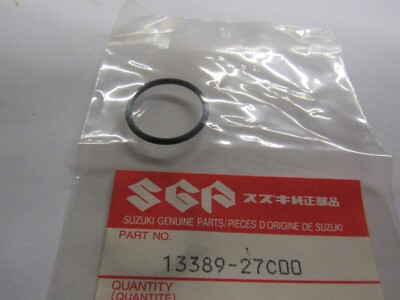 SGP スズキ純正部品
SUZUKI GENUINE PARTS/PIECES D'ORIGINE DE SUZUKI
PART NO.
13389-27C00
QUANTITY
(QUANTITE)